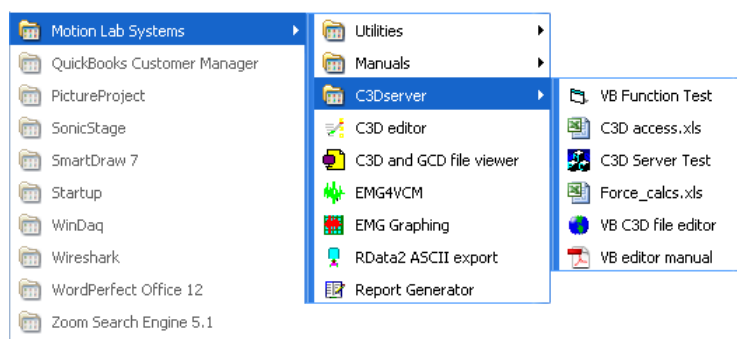 Motion Lab Systems
QuickBooks Customer Manager
PictureProject
SonicStage
SmartDraw 7
Startup
WinDaq
Wireshark
WordPerfect Office 12
Zoom Search Engine 5.1
Utilities
Manuals
C3Dserver
C3D editor
C3D and GCD file viewer
EMG4VCM
EMG Graphing
RData2 ASCII export
Report Generator
VB Function Test
C3D access.xls
C3D Server Test
Force_calcs.xls
VB C3D file editor
VB editor manual